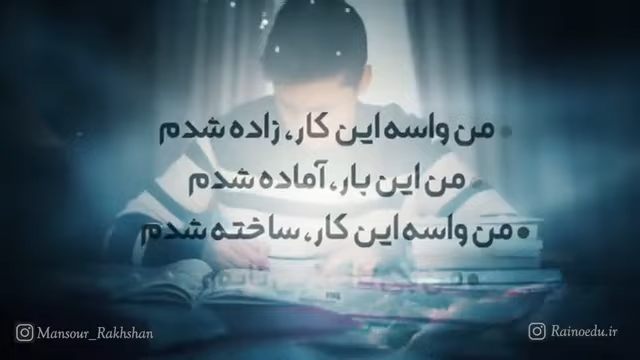 • من واسه این کار، زاده شدم
• من این بار، آماده شدم
• من واسه این کار، ساخته شدم
Mansour_Rakhshan
Rainoedu.ir